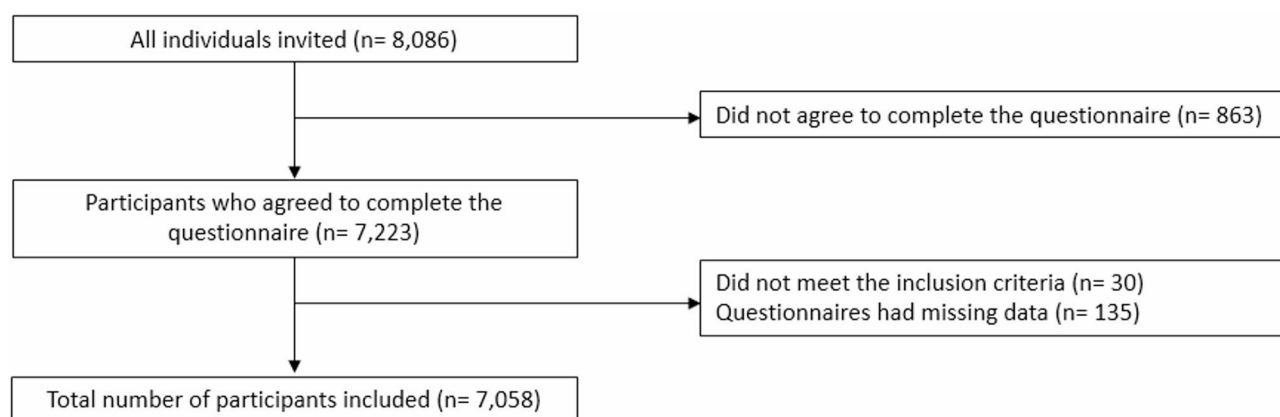 All individuals invited (n= 8,086)
Did not agree to complete the questionnaire (n= 863)
Participants who agreed to complete the
questionnaire (n= 7,223)
Did not meet the inclusion criteria (n= 30)
Questionnaires had missing data (n= 135)
Total number of participants included (n= 7,058)